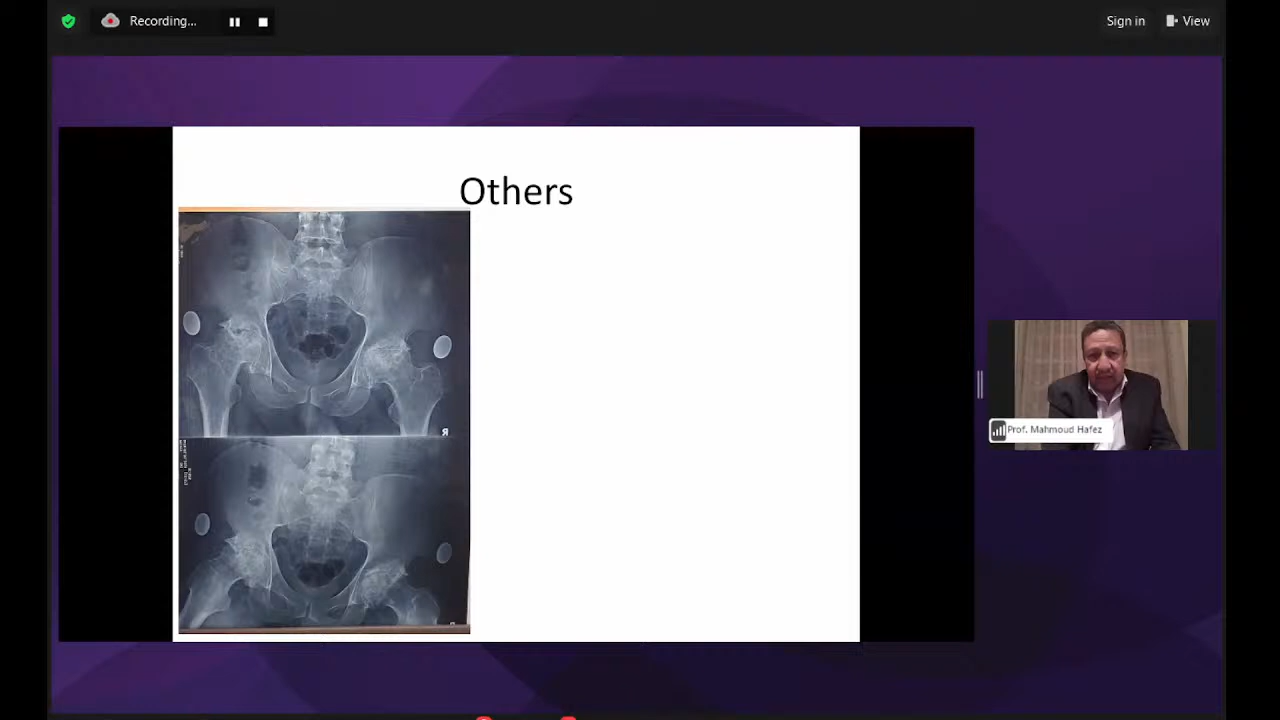 Recording...
Sign in
View
Others
Prof. Mahmoud Hafez